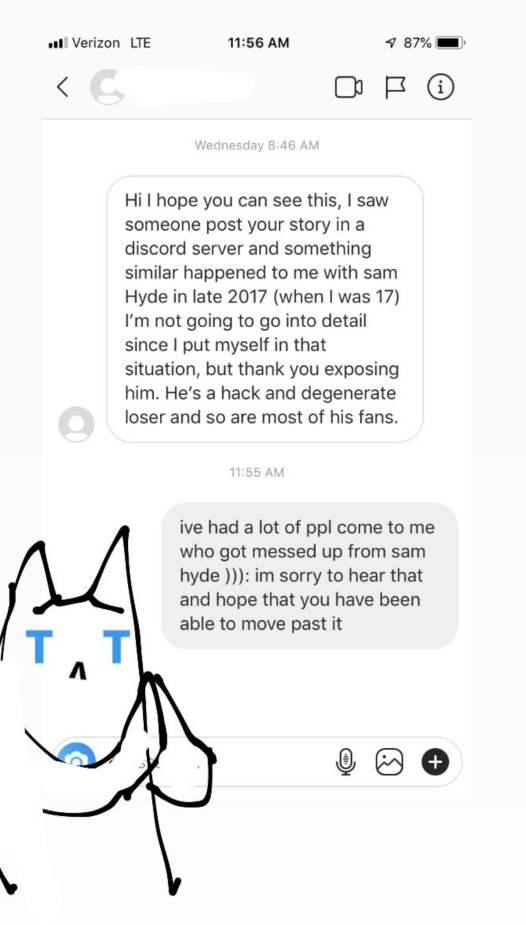 Verizon LTE 11:56 AM 87%
Wednesday 8:46 AM
Hi I hope you can see this, I saw
someone post your story in a
discord server and something
similar happened to me with sam
Hyde in late 2017 (when I was 17)
I'm not going to go into detail
since I put myself in that
situation, but thank you exposing
him. He's a hack and degenerate
loser and so are most of his fans.
11:55 AM
ive had a lot of ppl come to me
who got messed up from sam
hyde ))): im sorry to hear that
and hope that you have been
able to move past it
T T